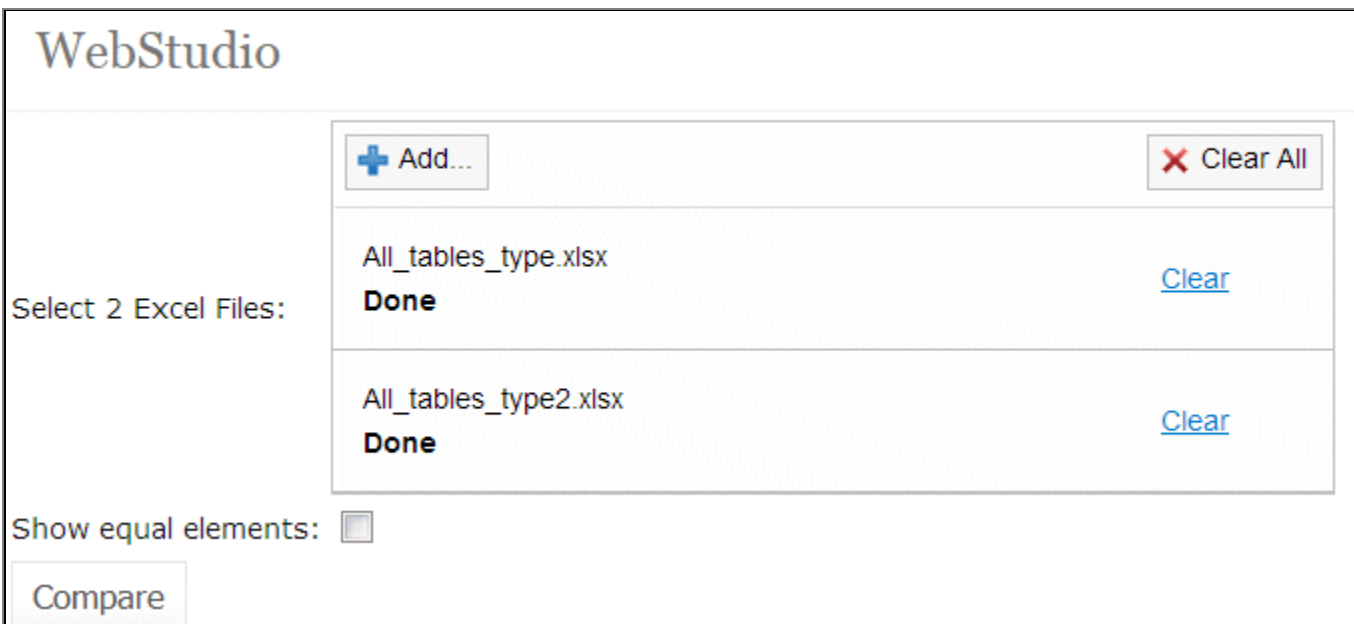 WebStudio
Add... Clear All
All_tables_type.xlsx
Done
Clear
Select 2 Excel Files:
All_tables_type2.xlsx
Done
Clear
Show equal elements:
Compare